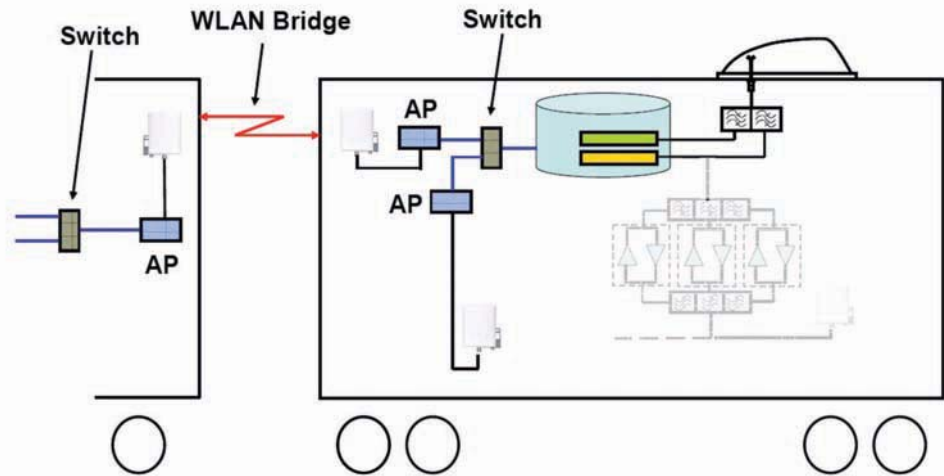 WLAN Bridge
Switch
Switch
AP
AP
AP